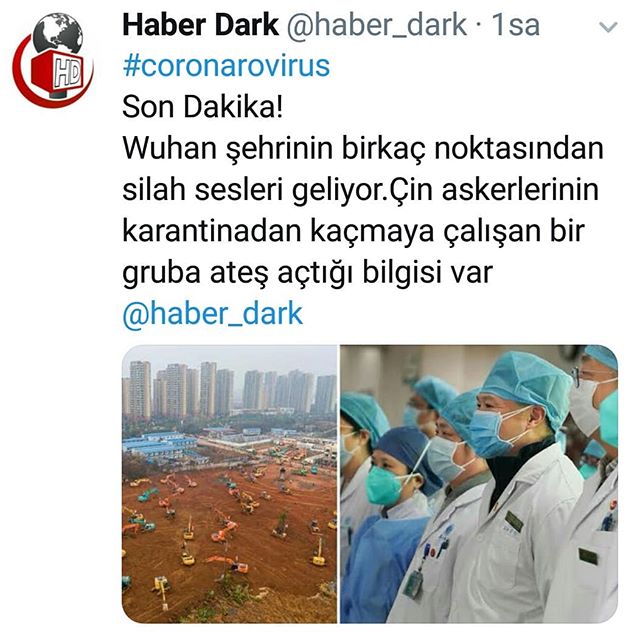 Haber Dark @haber_dark · 1sa
HD
#coronarovirus
Son Dakika!
Wuhan şehrinin birkaç noktasından
silah sesleri geliyor.Çin askerlerinin
karantinadan kaçmaya çalışan bir
gruba ateş açtığı bilgisi var
@haber_dark